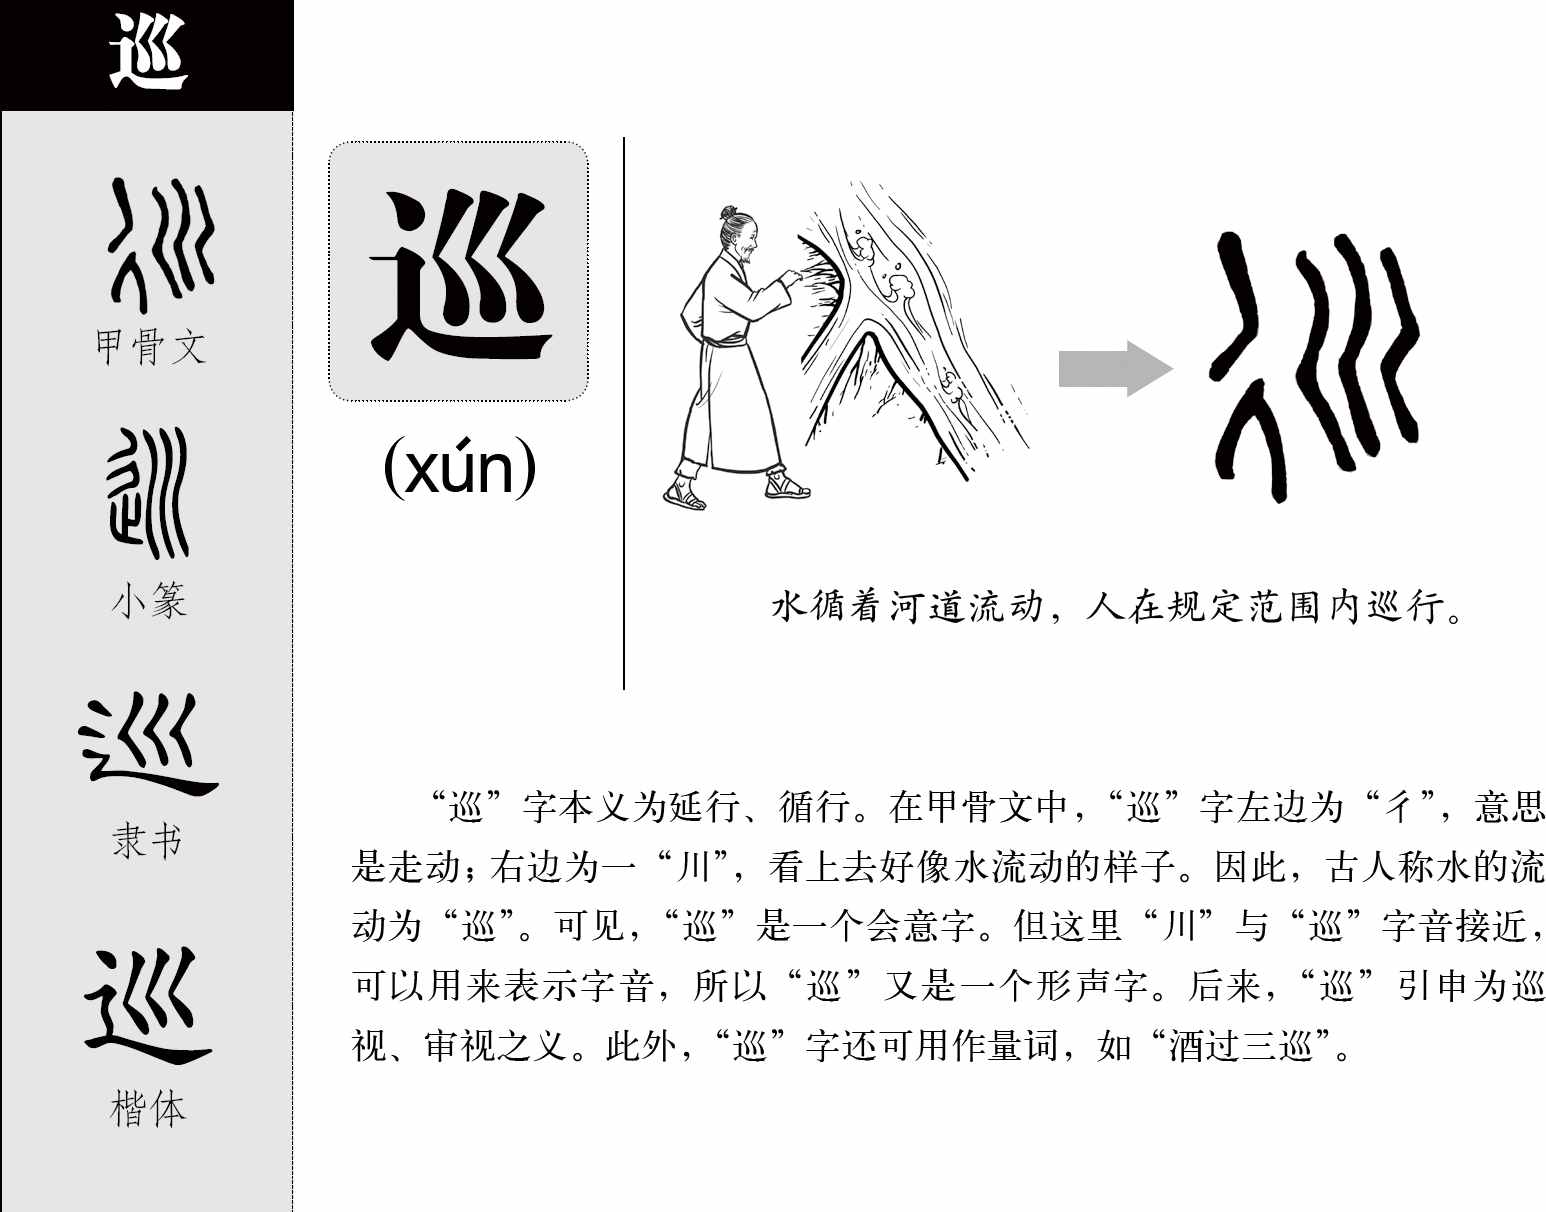 巡
甲骨文
小篆
隶书
楷体
巡
(xún)
水循着河道流动，人在规定范围内巡行。
“巡”字本义为延行、循行。在甲骨文中，“巡”字左边为“彳”，意思
是走动；右边为一“川”，看上去好像水流动的样子。因此，古人称水的流
动为“巡”。可见，“巡”是一个会意字。但这里“川”与“巡”字音接近，
可以用来表示字音，所以“巡”又是一个形声字。后来，“巡”引申为巡
视、审视之义。此外，“巡”字还可用作量词，如“酒过三巡”。